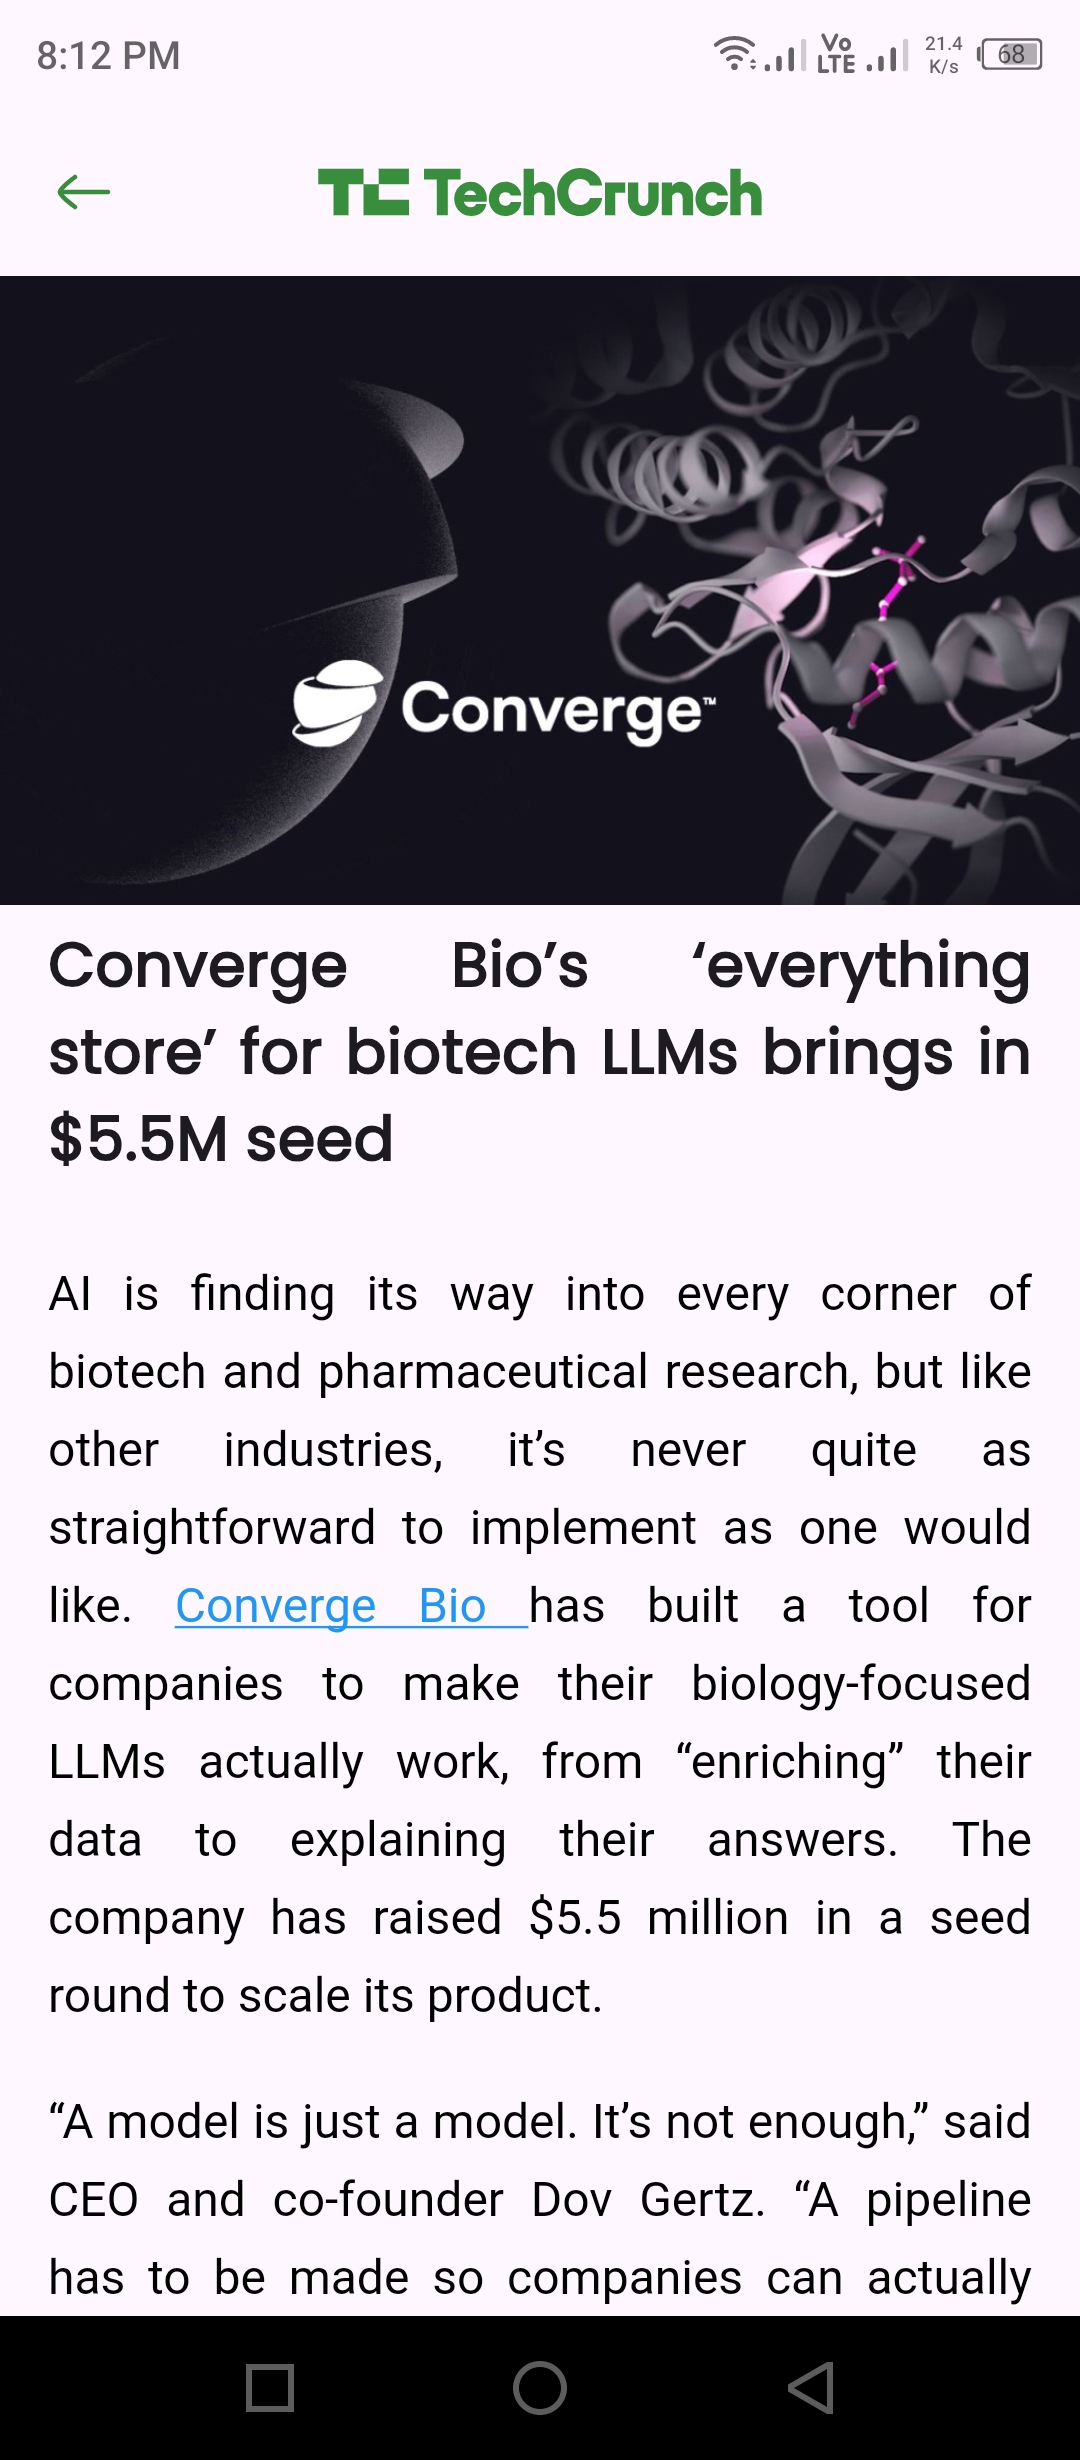 8:12 PM
Vo
LTE
21.4
K/s
68
TechCrunch
Converge™
Converge Bio’s ‘everything
store’ for biotech LLMs brings in
$5.5M seed
AI is finding its way into every corner of
biotech and pharmaceutical research, but like
other industries, it’s never quite as
straightforward to implement as one would
like. Converge Bio has built a tool for
companies to make their biology-focused
LLMs actually work, from “enriching” their
data to explaining their answers. The
company has raised $5.5 million in a seed
round to scale its product.
“A model is just a model. It’s not enough,” said
CEO and co-founder Dov Gertz. “A pipeline
has to be made so companies can actually